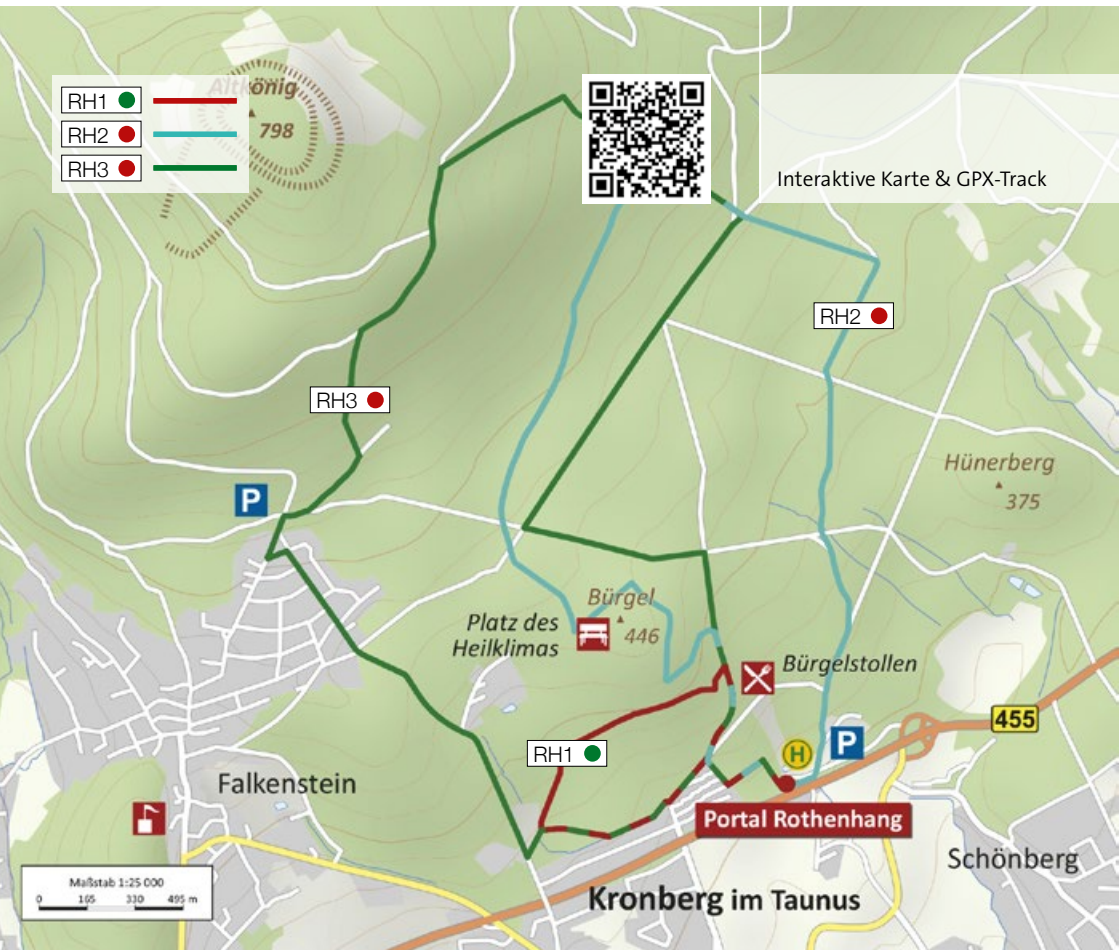 Altkönig
798
RH1
RH2
RH3
Interaktive Karte & GPX-Track
RH2
RH3
P
Hünerberg
375
Bürgel
446
Platz des
Heilklimas
Bürgelstollen
RH1
H
P
455
Falkenstein
Portal Rothenhang
Schönberg
Kronberg im Taunus
Maßstab 1:25 000
0 165 330 495 m